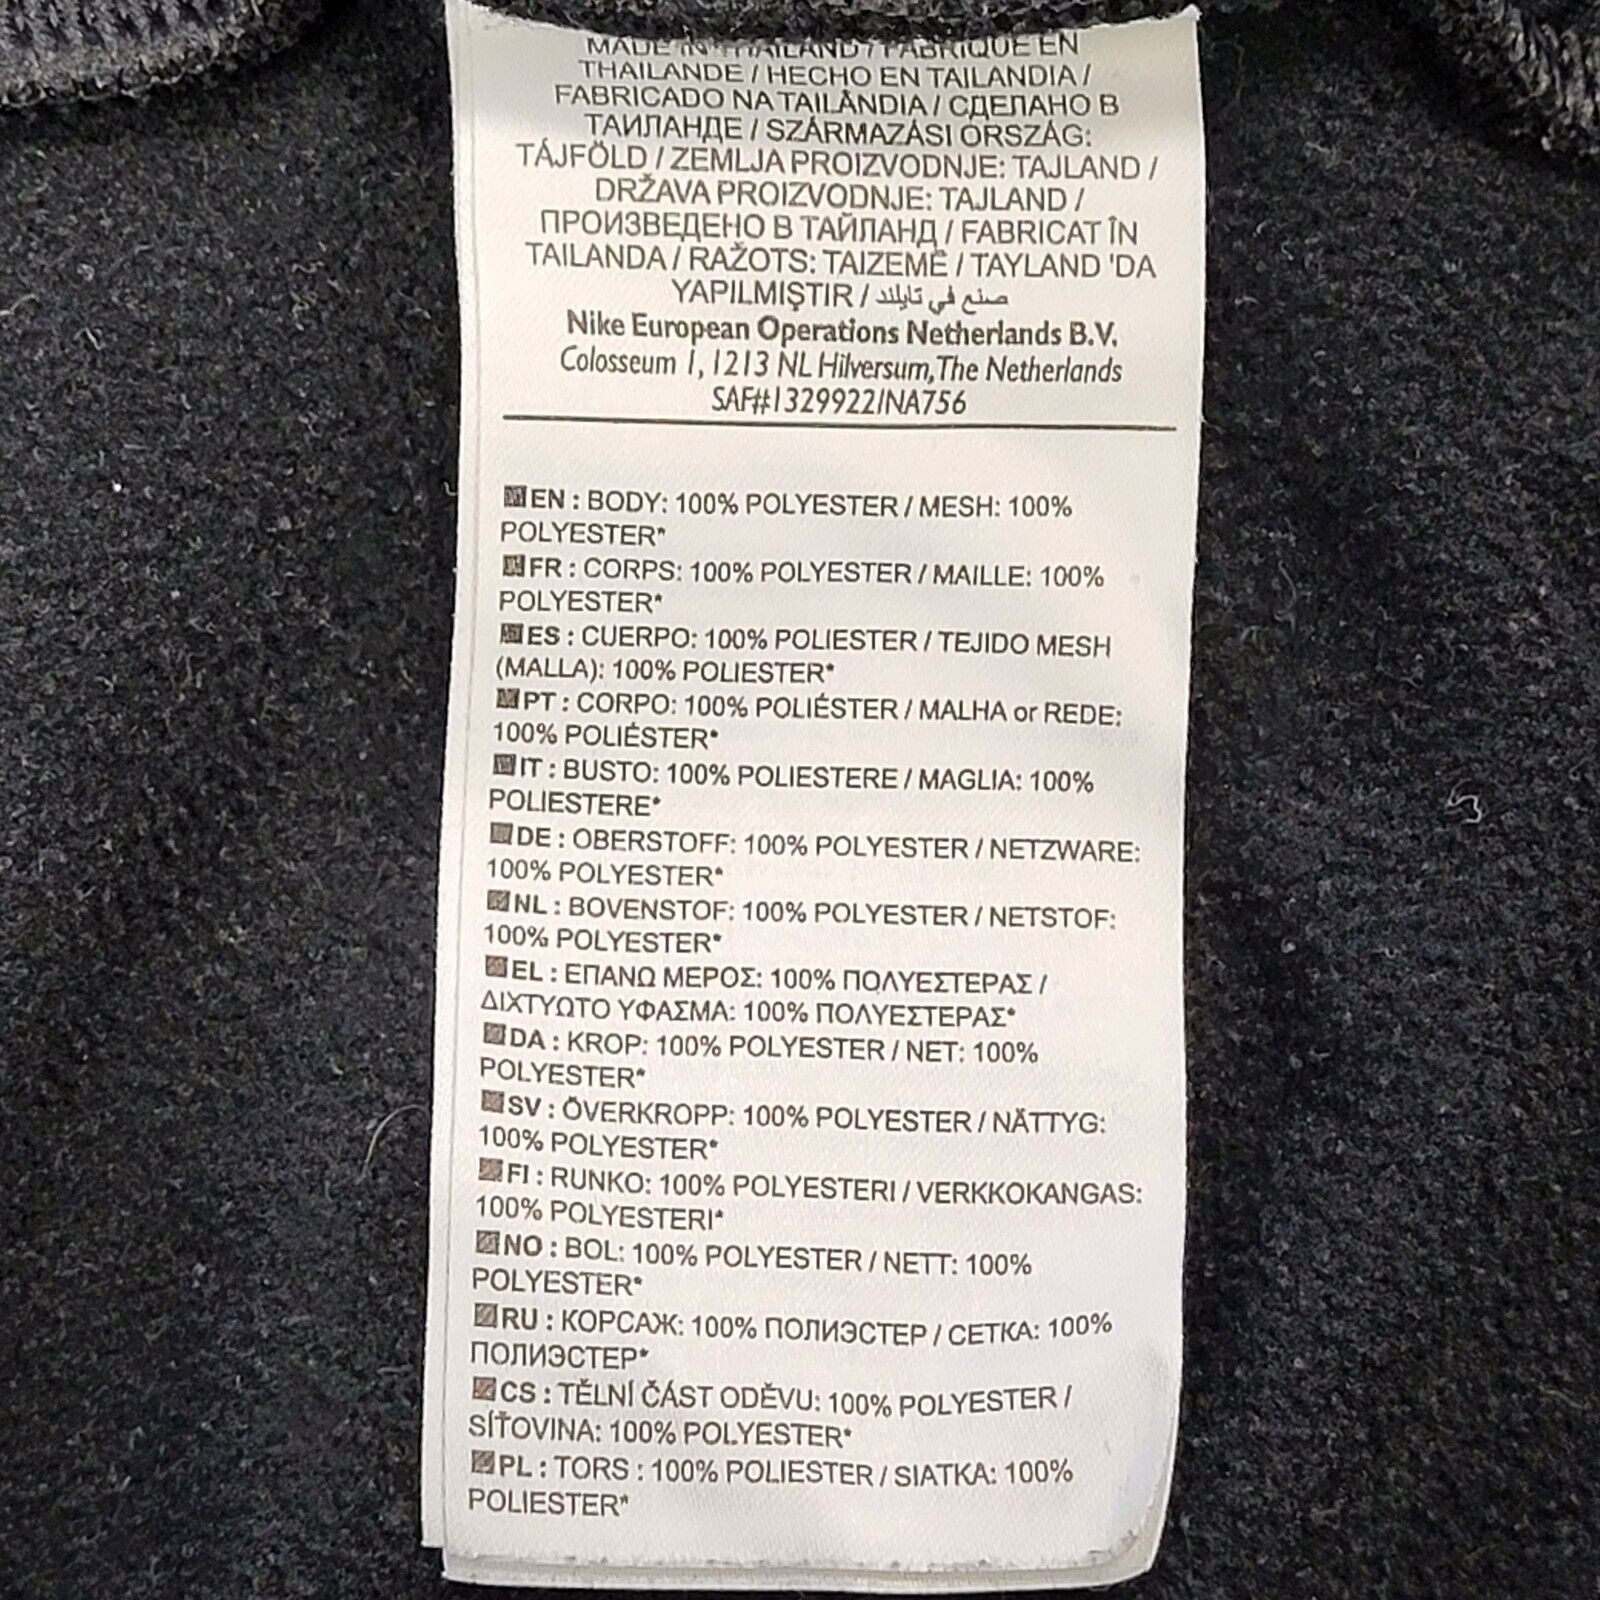 MADE IN THAILAND / FABRIQUE EN
THAILANDE / HECHO EN TAILANDIA /
FABRICADO NA TAILÂNDIA / СДЕЛАНО В
ТАИЛАНДЕ / SZÁRMAZÁSI ORSZÁG:
TÁJFÖLD / ZEMLJA PROIZVODNJE: TAJLAND /
DRŽAVA PROIZVODNJE: TAJLAND /
ПРОИЗВЕДЕНО В ТАЙЛАНД / FABRICAT ÎN
TAILANDA / RAŽOTS: TAIZEME / TAYLAND 'DA
YAPILMIŞTIR / صنع في تايلند
Nike European Operations Netherlands B.V.
Colosseum 1, 1213 NL Hilversum, The Netherlands
SAF#1329922/NA756
EN : BODY: 100% POLYESTER / MESH: 100%
POLYESTER*
FR : CORPS: 100% POLYESTER / MAILLE: 100%
POLYESTER*
ES : CUERPO: 100% POLIESTER / TEJIDO MESH
(MALLA): 100% POLIESTER*
PT : CORPO: 100% POLIÉSTER / MALHA or REDE:
100% POLIÉSTER*
IT : BUSTO: 100% POLIESTERE / MAGLIA: 100%
POLIESTERE*
DE : OBERSTOFF: 100% POLYESTER / NETZWARE:
100% POLYESTER*
NL : BOVENSTOF: 100% POLYESTER / NETSTOF:
100% POLYESTER*
EL : ΕΠΑΝΩ ΜΕΡΟΣ: 100% ΠΟΛΥΕΣΤΕΡΑΣ /
ΔΙΧΤΥΩΤΟ ΥΦΑΣΜΑ: 100% ΠΟΛΥΕΣΤΕΡΑΣ*
DA : KROP: 100% POLYESTER / NET: 100%
POLYESTER*
SV : ÖVERKROPP: 100% POLYESTER / NÄTTYG:
100% POLYESTER*
FI : RUNKO: 100% POLYESTERI / VERKKOKANGAS:
100% POLYESTERI*
NO : BOL: 100% POLYESTER / NETT: 100%
POLYESTER*
RU : КОРСАЖ: 100% ПОЛИЭСТЕР / СЕТКА: 100%
ПОЛИЭСТЕР*
CS : TĚLNÍ ČÁST ODĚVU: 100% POLYESTER /
SÍŤOVINA: 100% POLYESTER*
PL : TORS : 100% POLIESTER / SIATKA: 100%
POLIESTER*